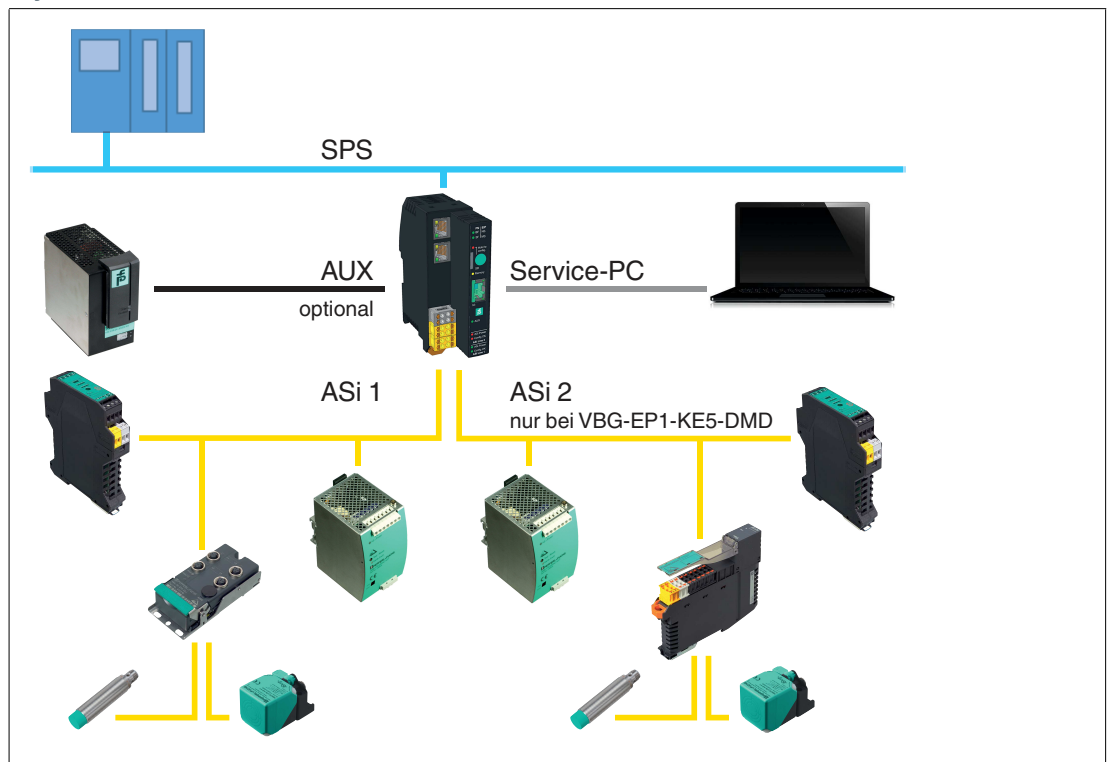 SPS
AUX
optional
Service-PC
ASi 1
ASi 2
nur bei VBG-EP1-KE5-DMD